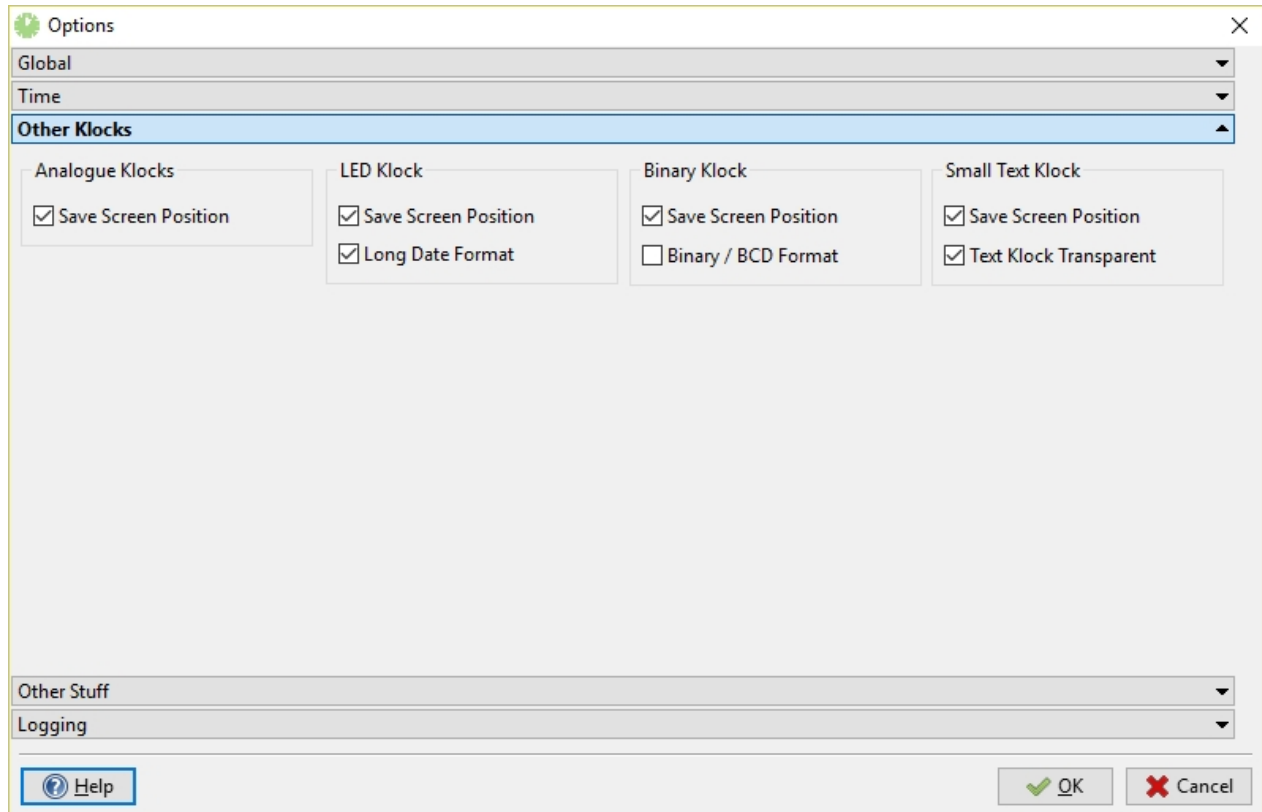 Options
Global
Time
Other Klocks
Analogue Klocks
Save Screen Position
LED Klock
Save Screen Position
Long Date Format
Binary Klock
Save Screen Position
Binary / BCD Format
Small Text Klock
Save Screen Position
Text Klock Transparent
Other Stuff
Logging
Help
OK
Cancel